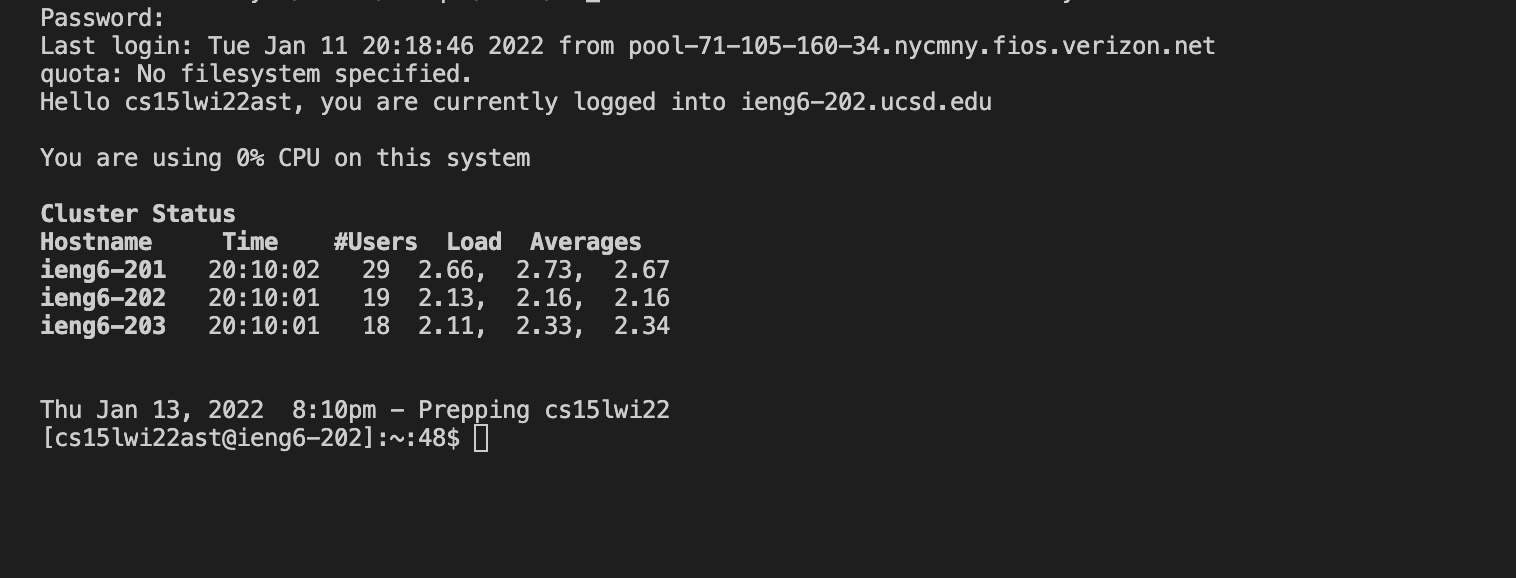 Password:
Last login: Tue Jan 11 20:18:46 2022 from pool-71-105-160-34.nycmny.fios.verizon.net
quota: No filesystem specified.
Hello cs15lwi22ast, you are currently logged into ieng6-202.ucsd.edu
You are using 0% CPU on this system
Cluster Status
Hostname     Time    #Users  Load  Averages
ieng6-201   20:10:02   29  2.66,  2.73,  2.67
ieng6-202   20:10:01   19  2.13,  2.16,  2.16
ieng6-203   20:10:01   18  2.11,  2.33,  2.34
Thu Jan 13, 2022  8:10pm - Prepping cs15lwi22
[cs15lwi22ast@ieng6-202]:~:48$